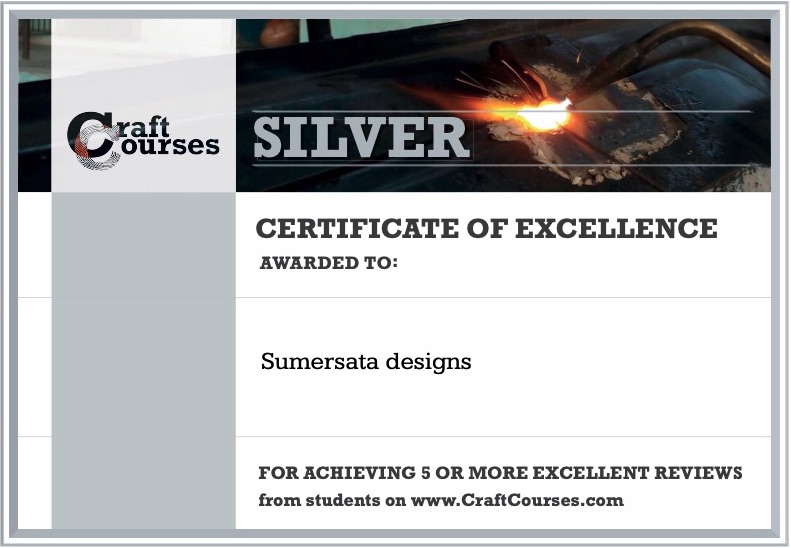 Craft
Courses
SILVER
CERTIFICATE OF EXCELLENCE
AWARDED TO:
Sumersata designs
FOR ACHIEVING 5 OR MORE EXCELLENT REVIEWS
from students on www.CraftCourses.com